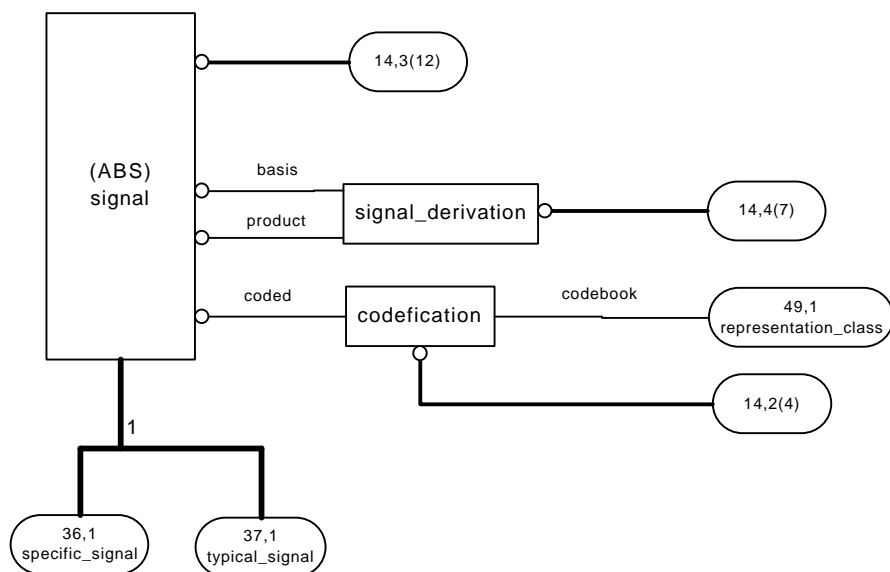 14,3(12)
(ABS)
signal
basis
signal_derivation
14,4(7)
product
coded
codefication
codebook
49,1
representation_class
14,2(4)
1
36,1
specific_signal
37,1
typical_signal